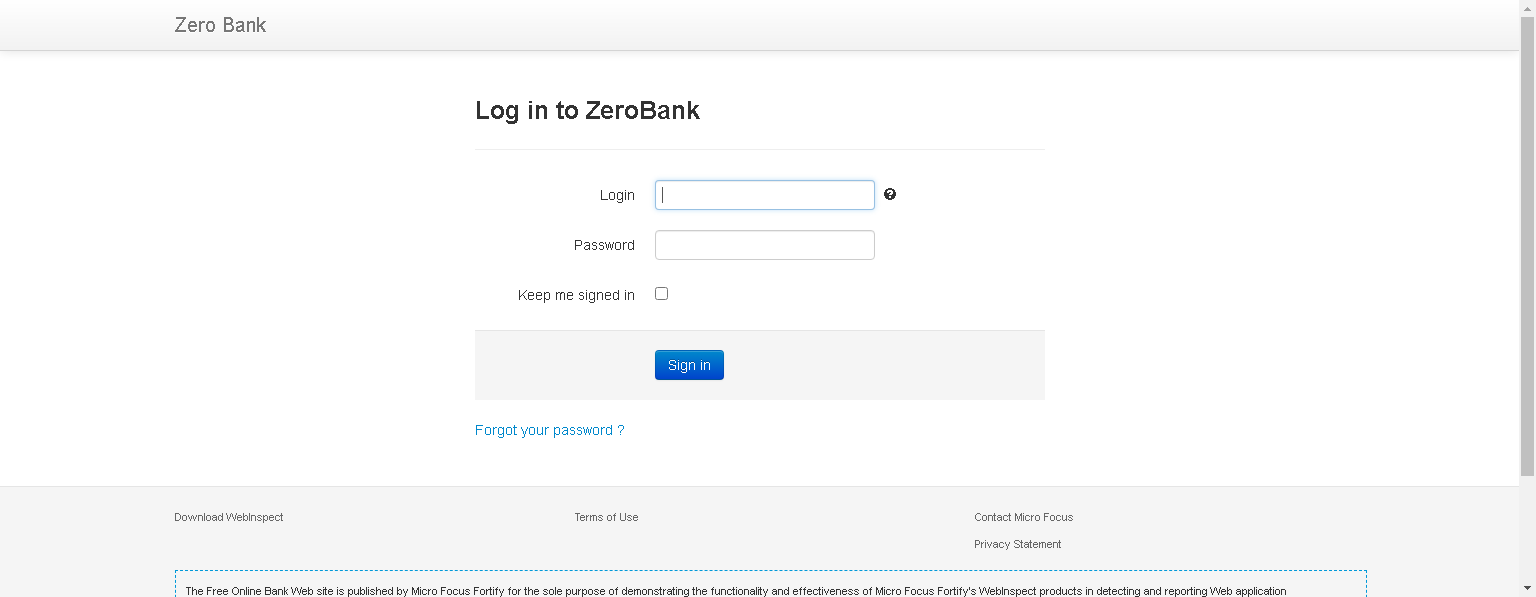 Zero Bank
Log in to ZeroBank
Login
Password
Keep me signed in
Sign in
Forgot your password ?
Download WebInspect
Terms of Use
Contact Micro Focus
Privacy Statement
The Free Online Bank Web site is published by Micro Focus Fortify for the sole purpose of demonstrating the functionality and effectiveness of Micro Focus Fortify's WebInspect products in detecting and reporting Web application